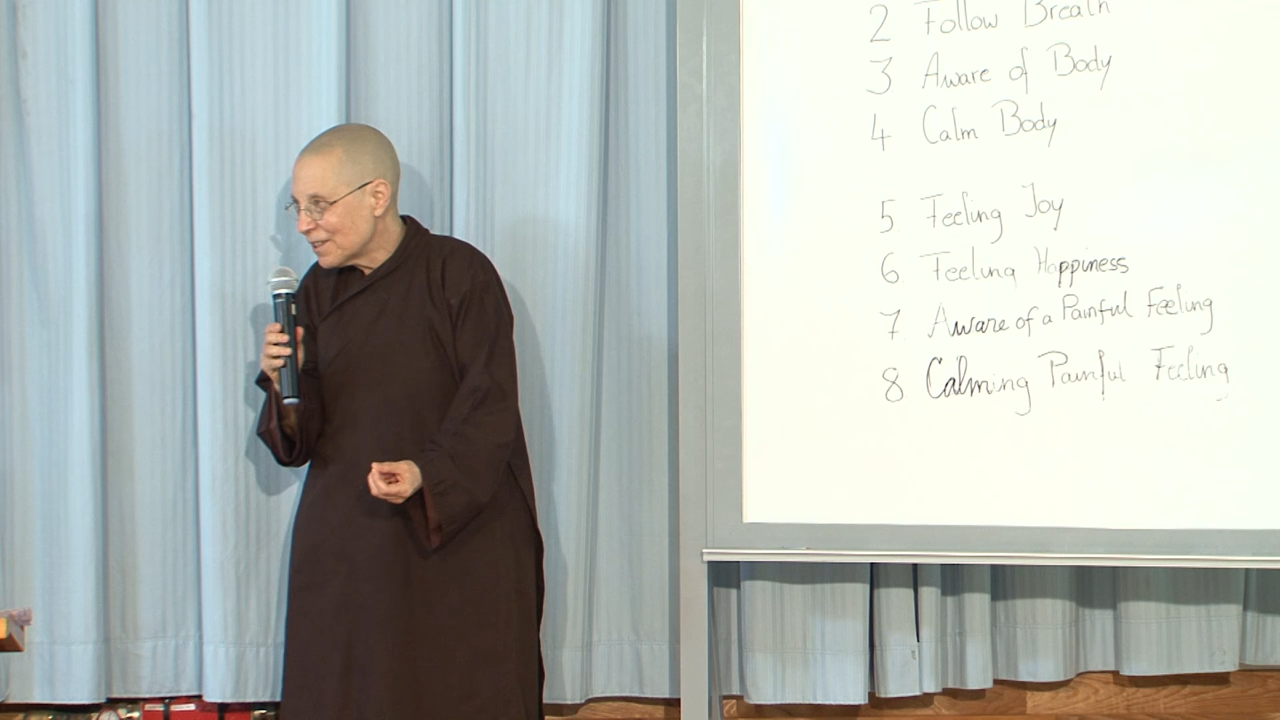 2 Follow Breath
3 Aware of Body
4 Calm Body
5. Feeling Joy
6. Feeling Happiness
7. Aware of a Painful Feeling
8 Calming Painful Feeling